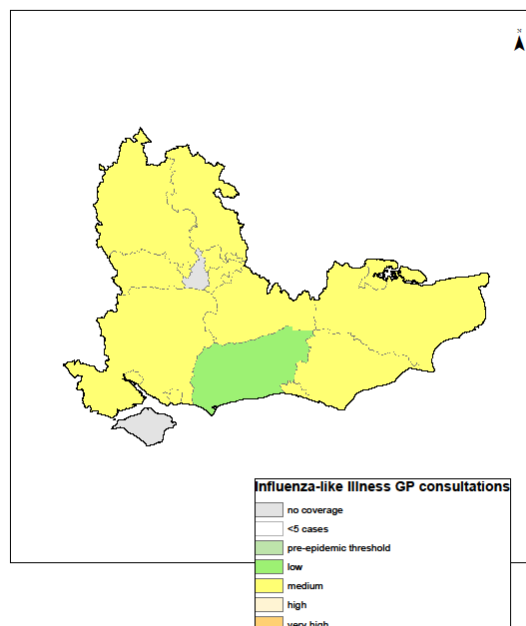 N
Influenza-like Illness GP consultations
no coverage
<5 cases
pre-epidemic threshold
low
medium
high
very high